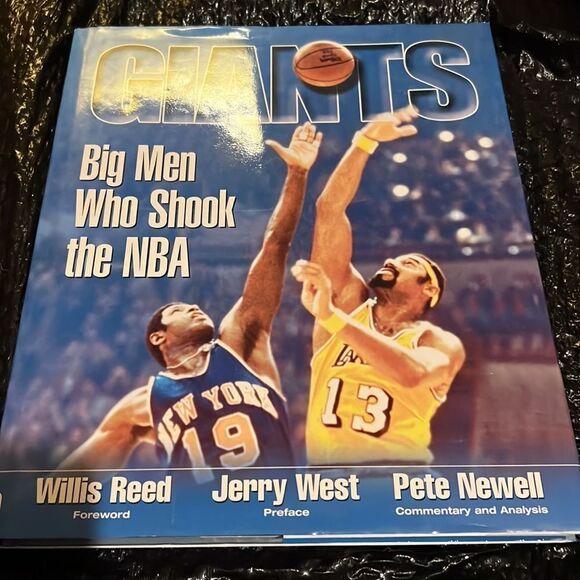 GIANTS
Big Men
Who Shook
the NBA
LAKERS
13
NEW YORK
19
Willis Reed
Foreword
Jerry West
Preface
Pete Newell
Commentary and Analysis